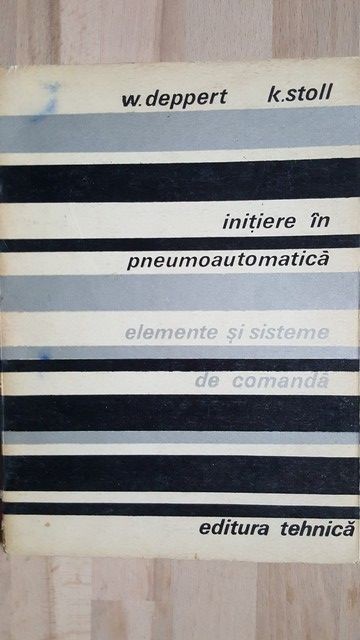 w. deppert k. stoll
inițiere în
pneumoautomatică
elemente și sisteme
de comandă
editura tehnică